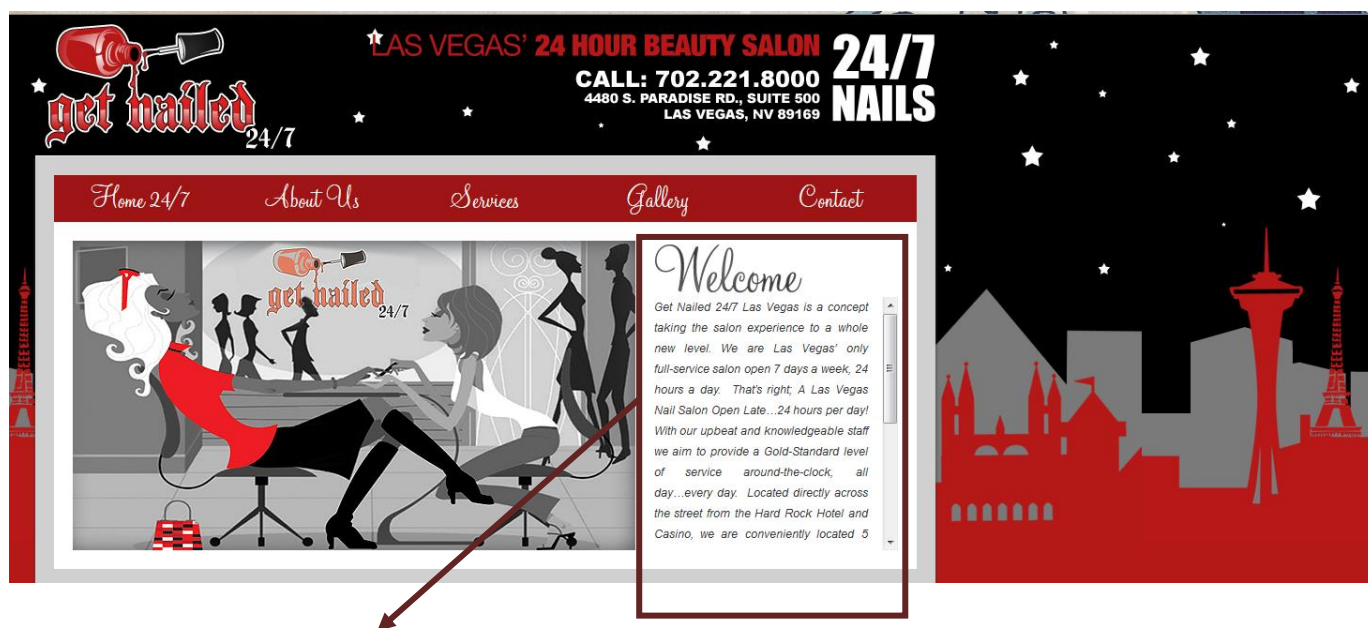 get nailed
24/7
LAS VEGAS' 24 HOUR BEAUTY SALON
CALL: 702.221.8000
4480 S. PARADISE RD., SUITE 500
LAS VEGAS, NV 89169
24/7
NAILS
Home 24/7 About Us Services Gallery Contact
get nailed
24/7
Welcome
Get Nailed 24/7 Las Vegas is a concept
taking the salon experience to a whole
new level. We are Las Vegas' only
full-service salon open 7 days a week, 24
hours a day. That's right; A Las Vegas
Nail Salon Open Late...24 hours per day!
With our upbeat and knowledgeable staff
we aim to provide a Gold-Standard level
of service around-the-clock, all
day...every day. Located directly across
the street from the Hard Rock Hotel and
Casino, we are conveniently located 5